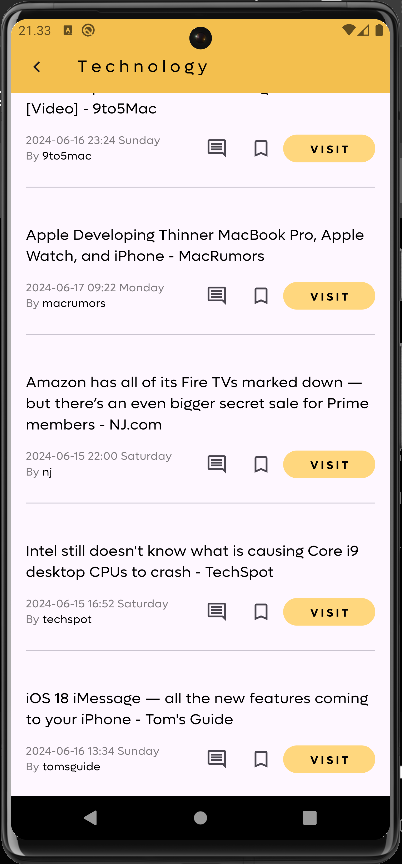 21.33
Technology
[Video] - 9to5Mac
2024-06-16 23:24 Sunday
By 9to5mac
VISIT
Apple Developing Thinner MacBook Pro, Apple
Watch, and iPhone - MacRumors
2024-06-17 09:22 Monday
By macrumors
VISIT
Amazon has all of its Fire TVs marked down —
but there's an even bigger secret sale for Prime
members - NJ.com
2024-06-15 22:00 Saturday
By nj
VISIT
Intel still doesn't know what is causing Core i9
desktop CPUs to crash - TechSpot
2024-06-15 16:52 Saturday
By techspot
VISIT
iOS 18 iMessage — all the new features coming
to your iPhone - Tom's Guide
2024-06-16 13:34 Sunday
By tomsguide
VISIT